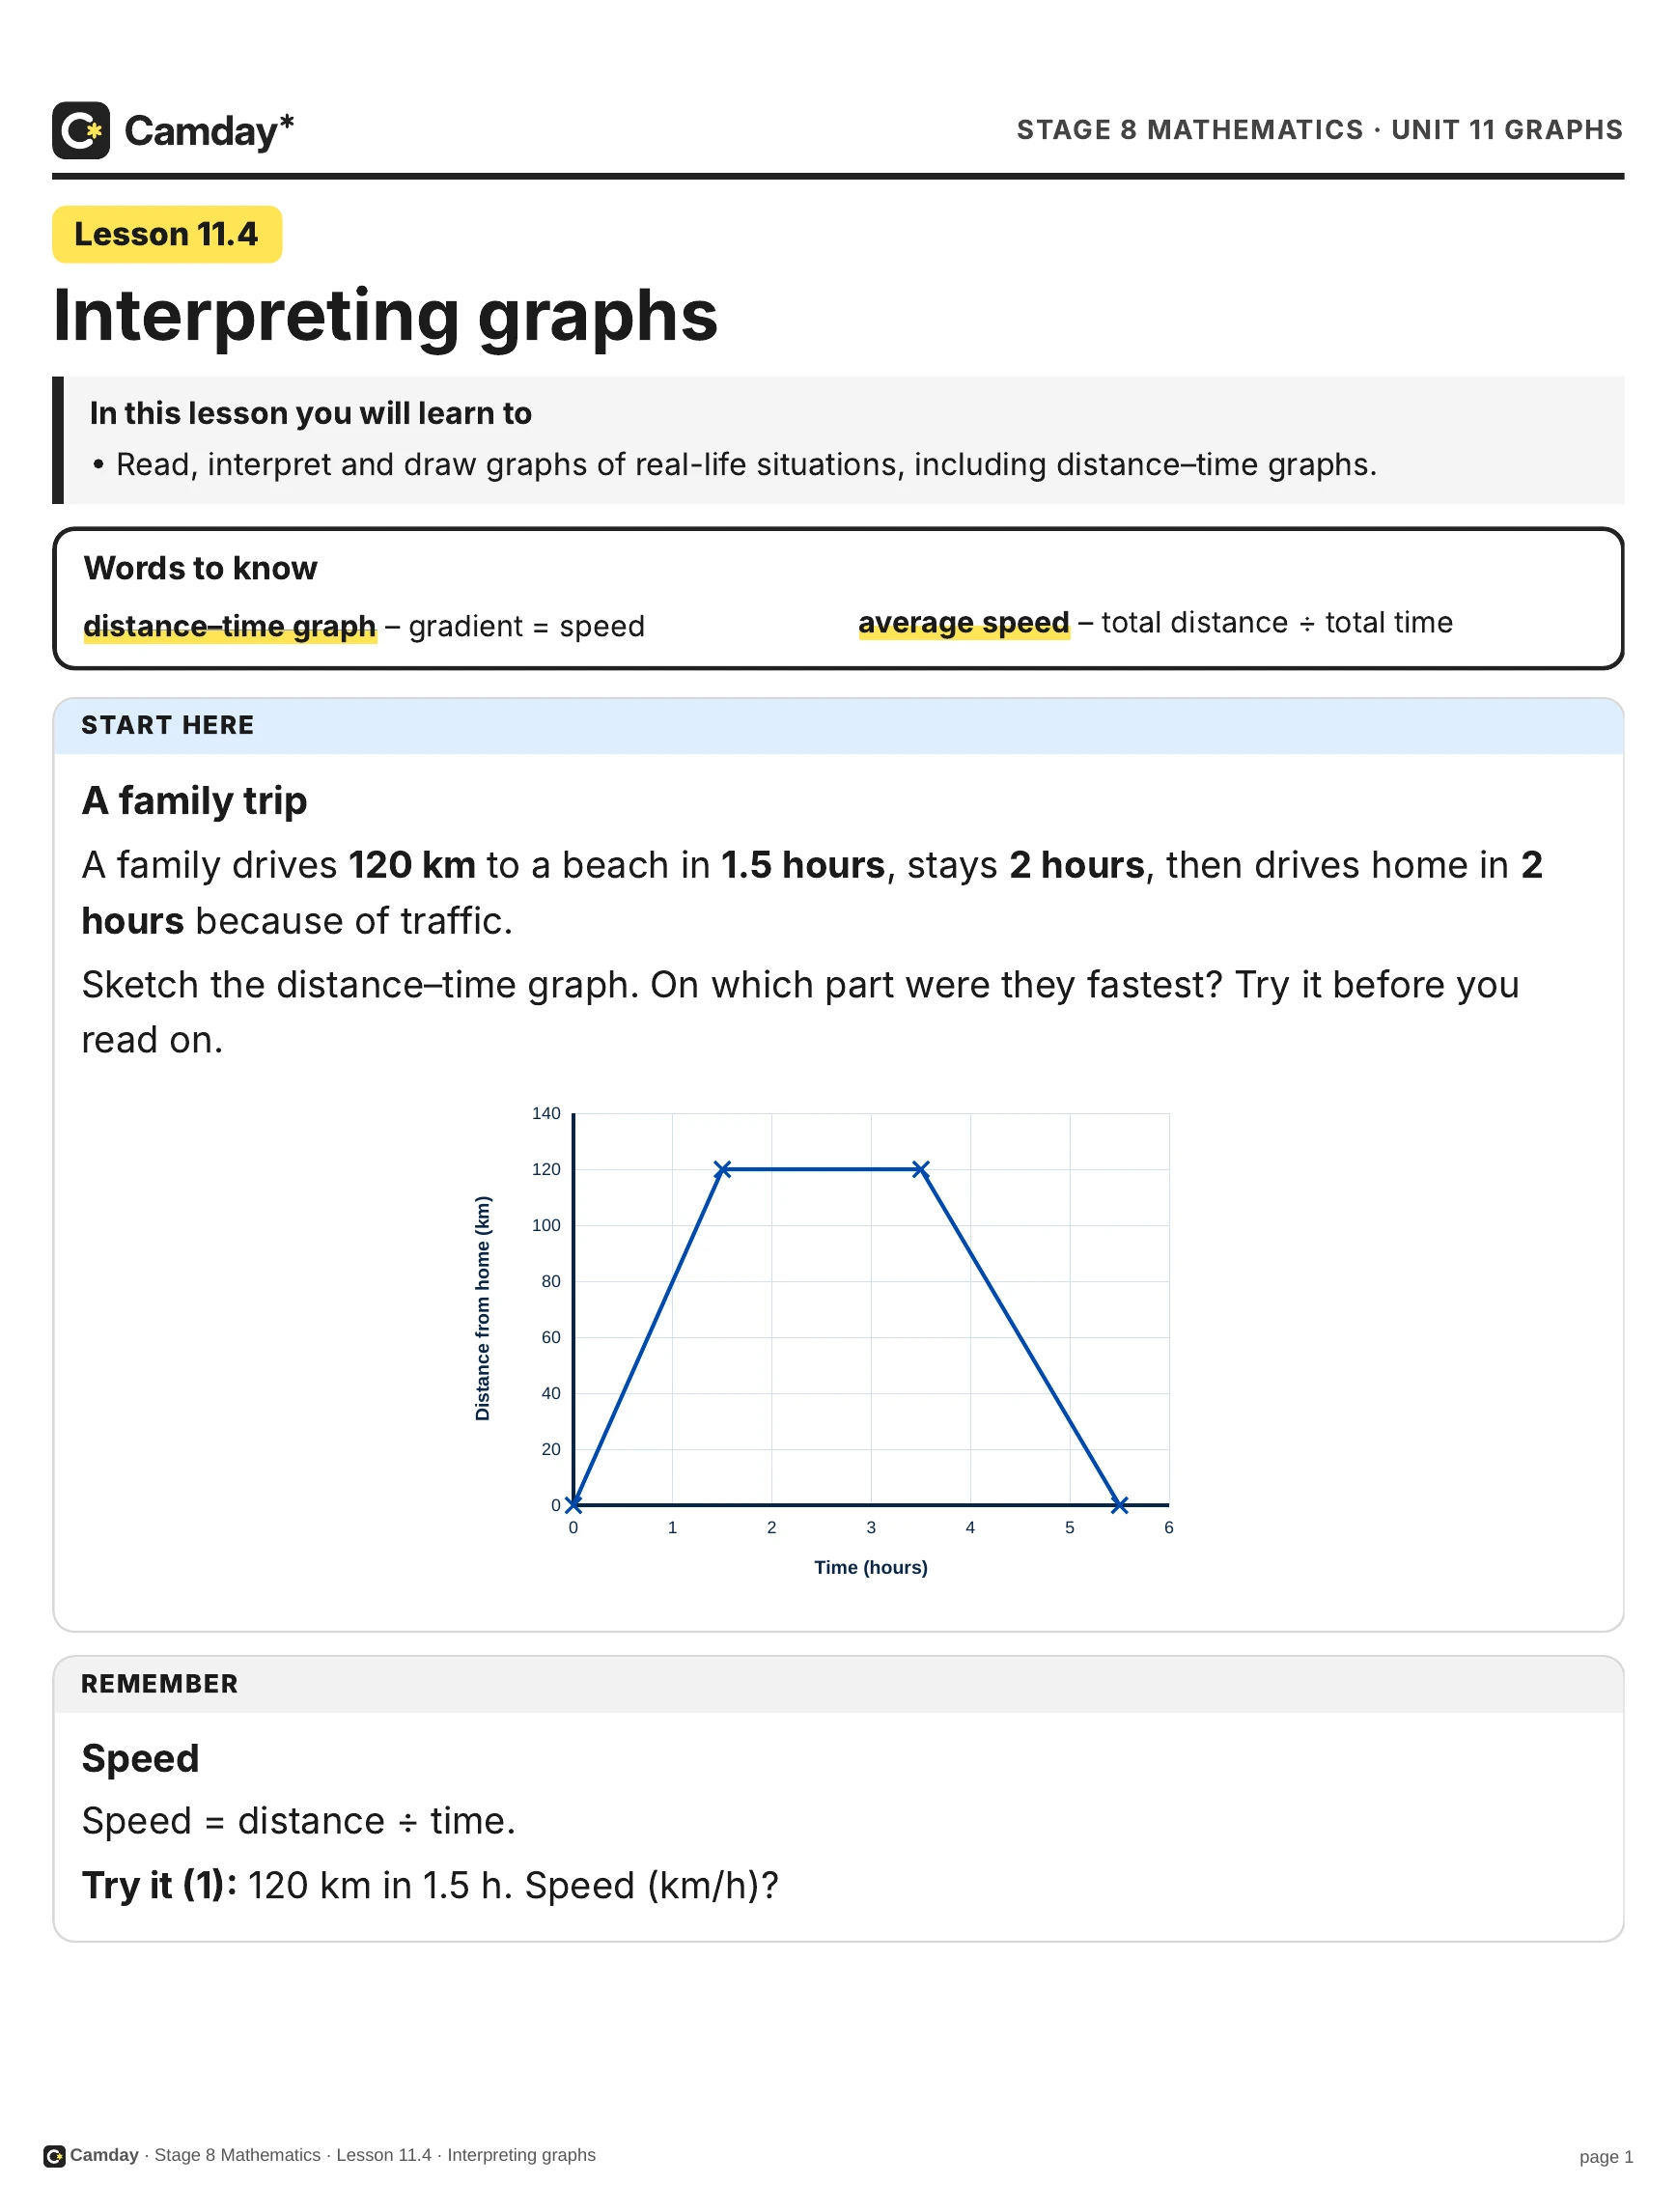 Camday*
STAGE 8 MATHEMATICS · UNIT 11 GRAPHS
Lesson 11.4
Interpreting graphs
In this lesson you will learn to
• Read, interpret and draw graphs of real-life situations, including distance–time graphs.
Words to know
distance–time graph – gradient = speed
average speed – total distance ÷ total time
START HERE
A family trip
A family drives 120 km to a beach in 1.5 hours, stays 2 hours, then drives home in 2
hours because of traffic.
Sketch the distance–time graph. On which part were they fastest? Try it before you
read on.
140
120
100
80
60
40
20
0
Distance from home (km)
0 1 2 3 4 5 6
Time (hours)
REMEMBER
Speed
Speed = distance ÷ time.
Try it (1): 120 km in 1.5 h. Speed (km/h)?
Camday · Stage 8 Mathematics · Lesson 11.4 · Interpreting graphs
page 1